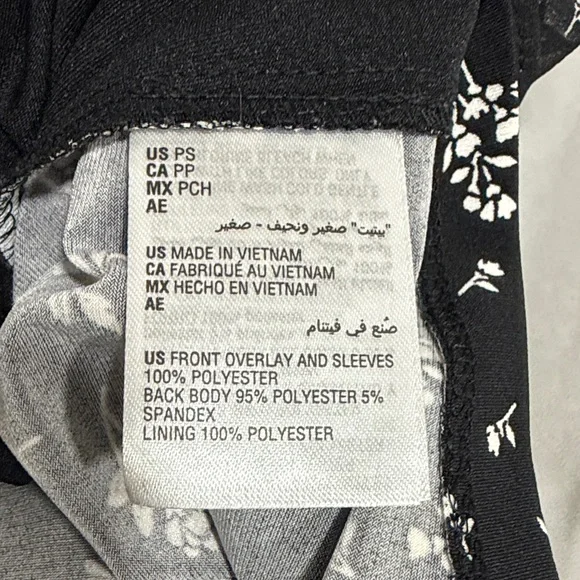 US PS
CA PP
MX PCH
AE
"بيتيت" صغير ونحيف - صغير
US MADE IN VIETNAM
CA FABRIQUÉ AU VIETNAM
MX HECHO EN VIETNAM
AE
صُنع في فيتنام
US FRONT OVERLAY AND SLEEVES
100% POLYESTER
BACK BODY 95% POLYESTER 5%
SPANDEX
LINING 100% POLYESTER